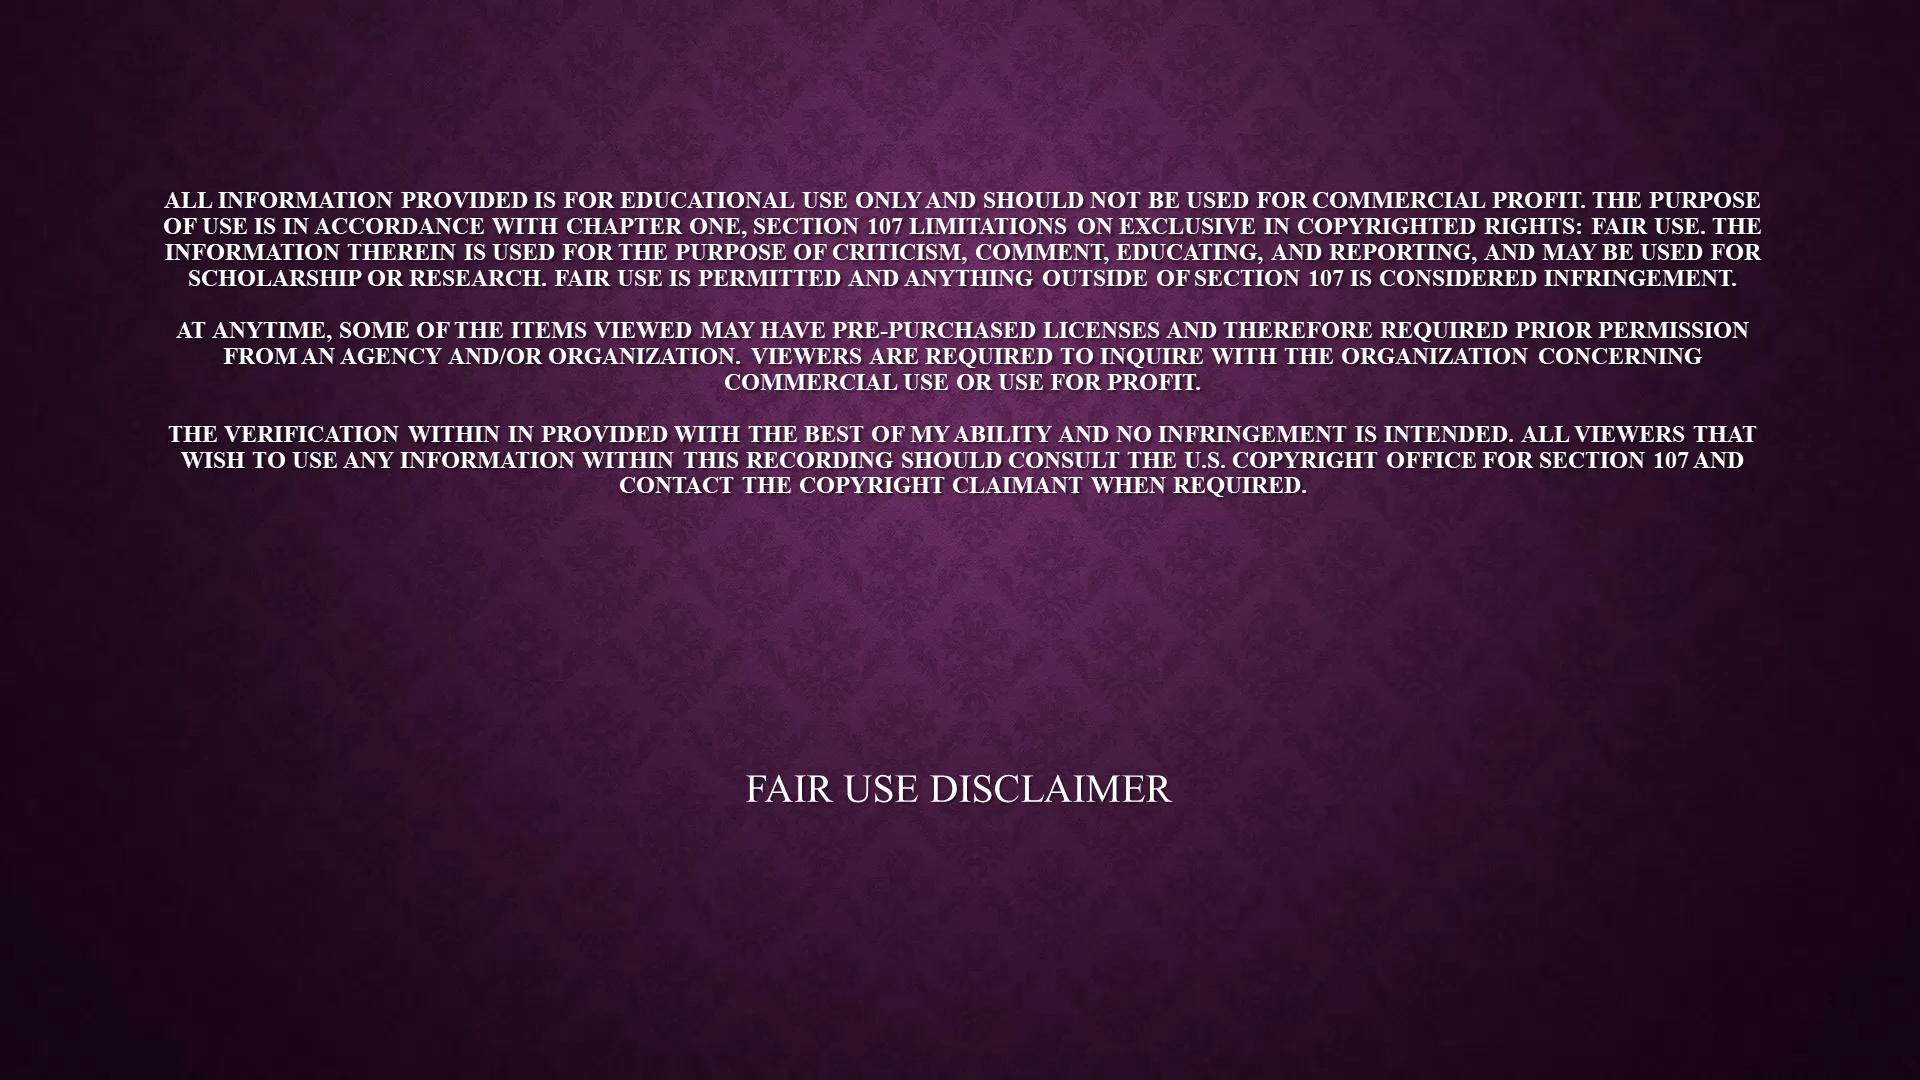 ALL INFORMATION PROVIDED IS FOR EDUCATIONAL USE ONLY AND SHOULD NOT BE USED FOR COMMERCIAL PROFIT. THE PURPOSE
OF USE IS IN ACCORDANCE WITH CHAPTER ONE, SECTION 107 LIMITATIONS ON EXCLUSIVE IN COPYRIGHTED RIGHTS: FAIR USE. THE
INFORMATION THEREIN IS USED FOR THE PURPOSE OF CRITICISM, COMMENT, EDUCATING, AND REPORTING, AND MAY BE USED FOR
SCHOLARSHIP OR RESEARCH. FAIR USE IS PERMITTED AND ANYTHING OUTSIDE OF SECTION 107 IS CONSIDERED INFRINGEMENT.
AT ANYTIME, SOME OF THE ITEMS VIEWED MAY HAVE PRE-PURCHASED LICENSES AND THEREFORE REQUIRED PRIOR PERMISSION
FROM AN AGENCY AND/OR ORGANIZATION. VIEWERS ARE REQUIRED TO INQUIRE WITH THE ORGANIZATION CONCERNING
COMMERCIAL USE OR USE FOR PROFIT.
THE VERIFICATION WITHIN IN PROVIDED WITH THE BEST OF MY ABILITY AND NO INFRINGEMENT IS INTENDED. ALL VIEWERS THAT
WISH TO USE ANY INFORMATION WITHIN THIS RECORDING SHOULD CONSULT THE U.S. COPYRIGHT OFFICE FOR SECTION 107 AND
CONTACT THE COPYRIGHT CLAIMANT WHEN REQUIRED.
FAIR USE DISCLAIMER